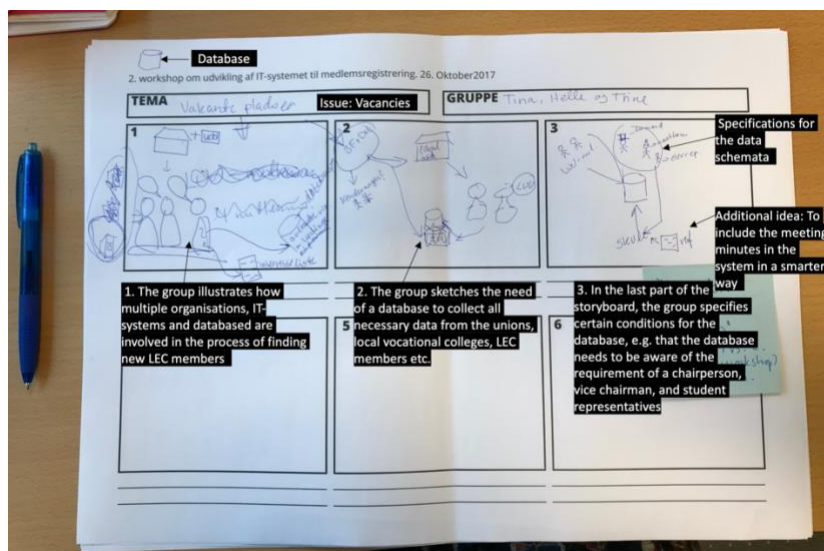 Database
2. workshop om udvikling af IT-systemet til medlemsregistrering. 26. Oktober2017
TEMA Vakante pladser
Issue: Vacancies
GRUPPE Tina, Helle og Trine
1
2
3
Specifications for
the data
schemata
Additional idea: To
include the meeting
minutes in the
system in a smarter
way
1. The group illustrates how
multiple organisations, IT-
systems and databased are
involved in the process of finding
new LEC members
2. The group sketches the need
of a database to collect all
necessary data from the unions,
local vocational colleges, LEC
members etc.
3. In the last part of the
storyboard, the group specifies
certain conditions for the
database, e.g. that the database
needs to be aware of the
requirement of a chairperson,
vice chairman, and student
representatives
5
6